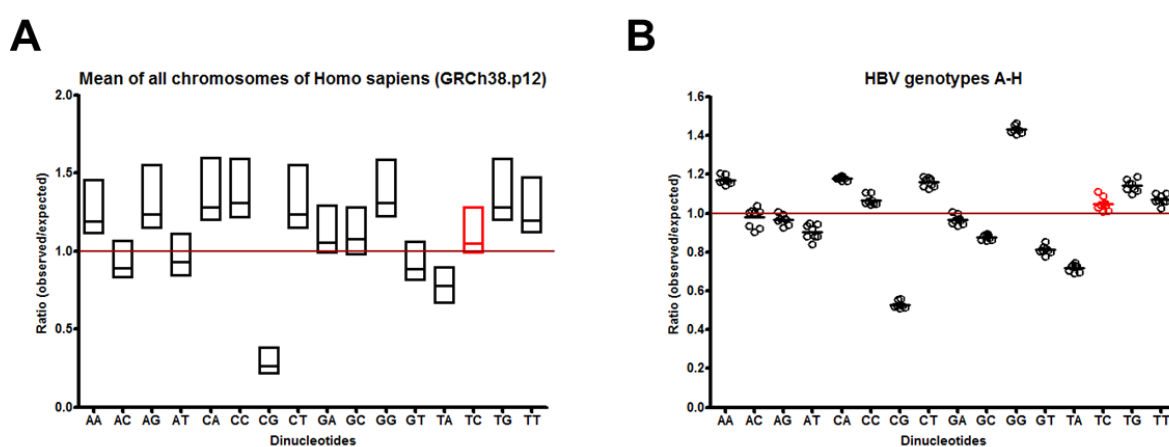 A
Mean of all chromosomes of Homo sapiens (GRCh38.p12)
Ratio (observed/expected)
2.0
1.5
1.0
0.5
0.0
AA AC AG AT CA CC CG CT GA GC GG GT TA TC TG TT
Dinucleotides
B
HBV genotypes A-H
Ratio (observed/expected)
1.6
1.4
1.2
1.0
0.8
0.6
0.4
0.2
0.0
AA AC AG AT CA CC CG CT GA GC GG GT TA TC TG TT
Dinucleotides